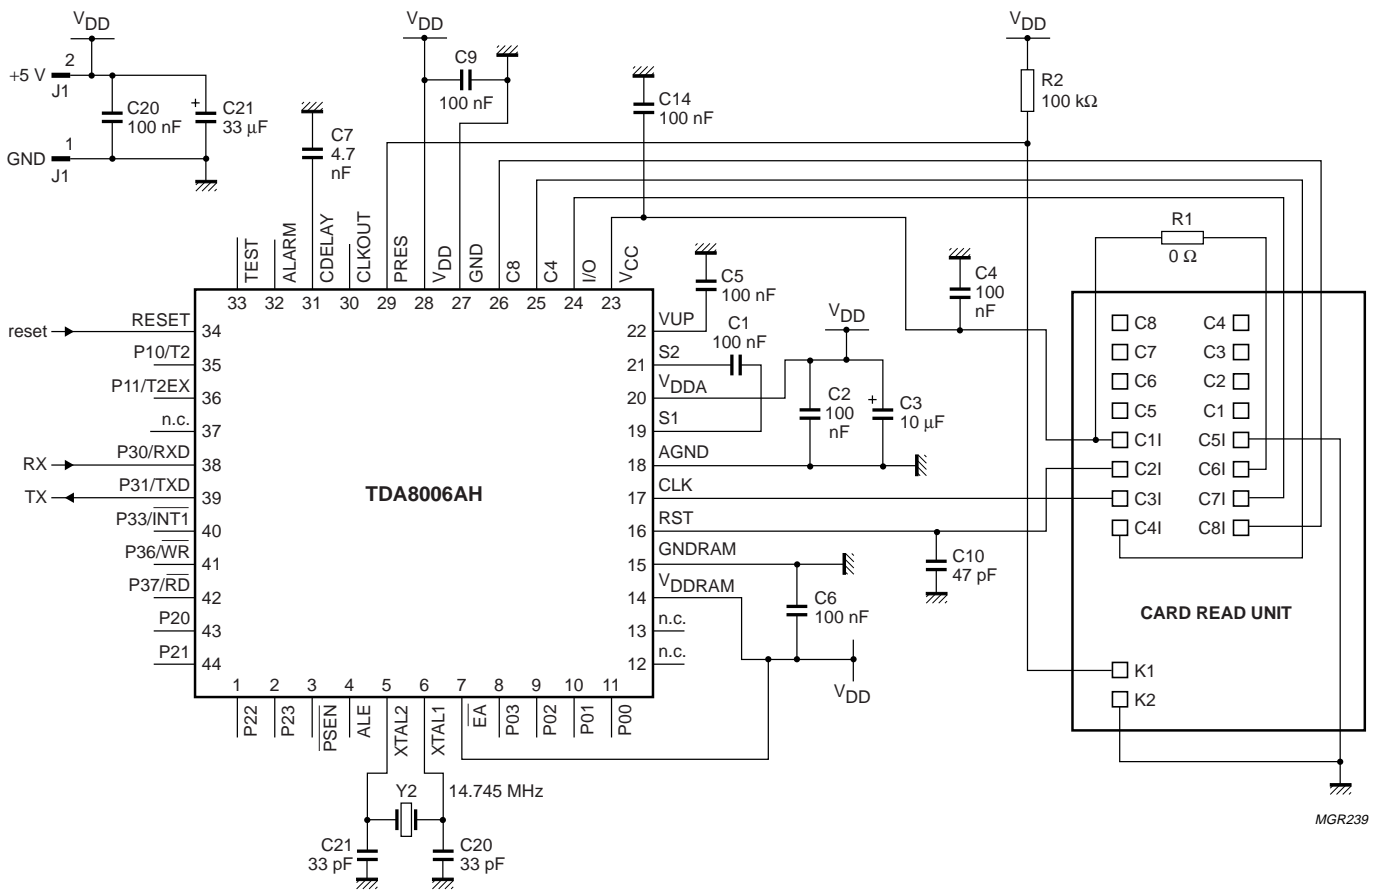 VDD
+5 V
2
J1
C20
100 nF
+
C21
33 μF
GND
1
J1
VDD
C9
100 nF
C7
4.7
nF
C14
100 nF
VDD
R2
100 kΩ
R1
0 Ω
TEST
ALARM
CDELAY
CLKOUT
PRES
VDD
GND
C8
C4
I/O
VCC
33
32
31
30
29
28
27
26
25
24
23
reset
RESET
34
P10/T2
35
P11/T2EX
36
n.c.
37
RX
P30/RXD
38
TX
P31/TXD
39
P33/INT1
40
P36/WR
41
P37/RD
42
P20
43
P21
44
TDA8006AH
22
VUP
21
S2
20
VDDA
19
S1
18
AGND
17
CLK
16
RST
15
GNDRAM
14
VDDRAM
13
n.c.
12
n.c.
C5
100 nF
C1
100 nF
VDD
C2
100
nF
+
C3
10 μF
C4
100
nF
C10
47 pF
C6
100 nF
VDD
C8
C4
C7
C3
C6
C2
C5
C1
C1I
C5I
C2I
C6I
C3I
C7I
C4I
C8I
CARD READ UNIT
K1
K2
1
2
3
4
5
6
7
8
9
10
11
P22
P23
PSEN
ALE
XTAL2
XTAL1
EA
P03
P02
P01
P00
Y2
14.745 MHz
C21
33 pF
C20
33 pF
MGR239